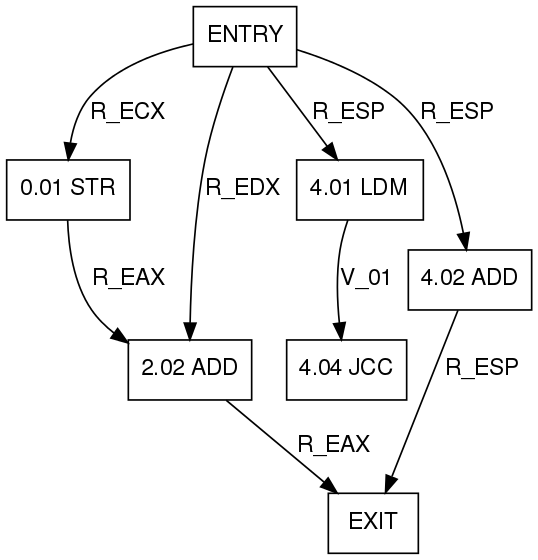 ENTRY
R_ECX
R_ESP
R_ESP
0.01 STR
R_EDX
4.01 LDM
R_EAX
V_01
4.02 ADD
2.02 ADD
4.04 JCC
R_ESP
R_EAX
EXIT